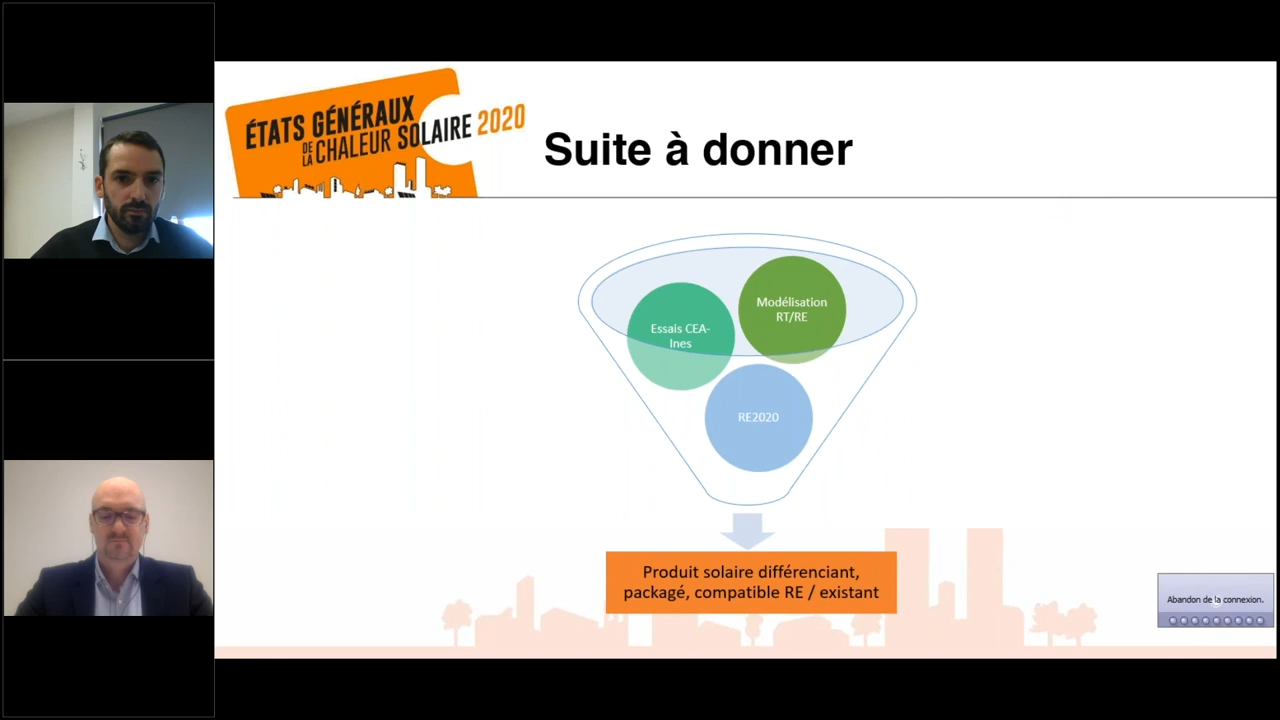 ÉTATS GÉNÉRAUX
DE LA CHALEUR SOLAIRE 2020
Suite à donner
Modélisation
RT/RE
Essais CEA-
Ines
RE2020
Produit solaire différenciant,
packagé, compatible RE / existant
Abandon de la connexion.